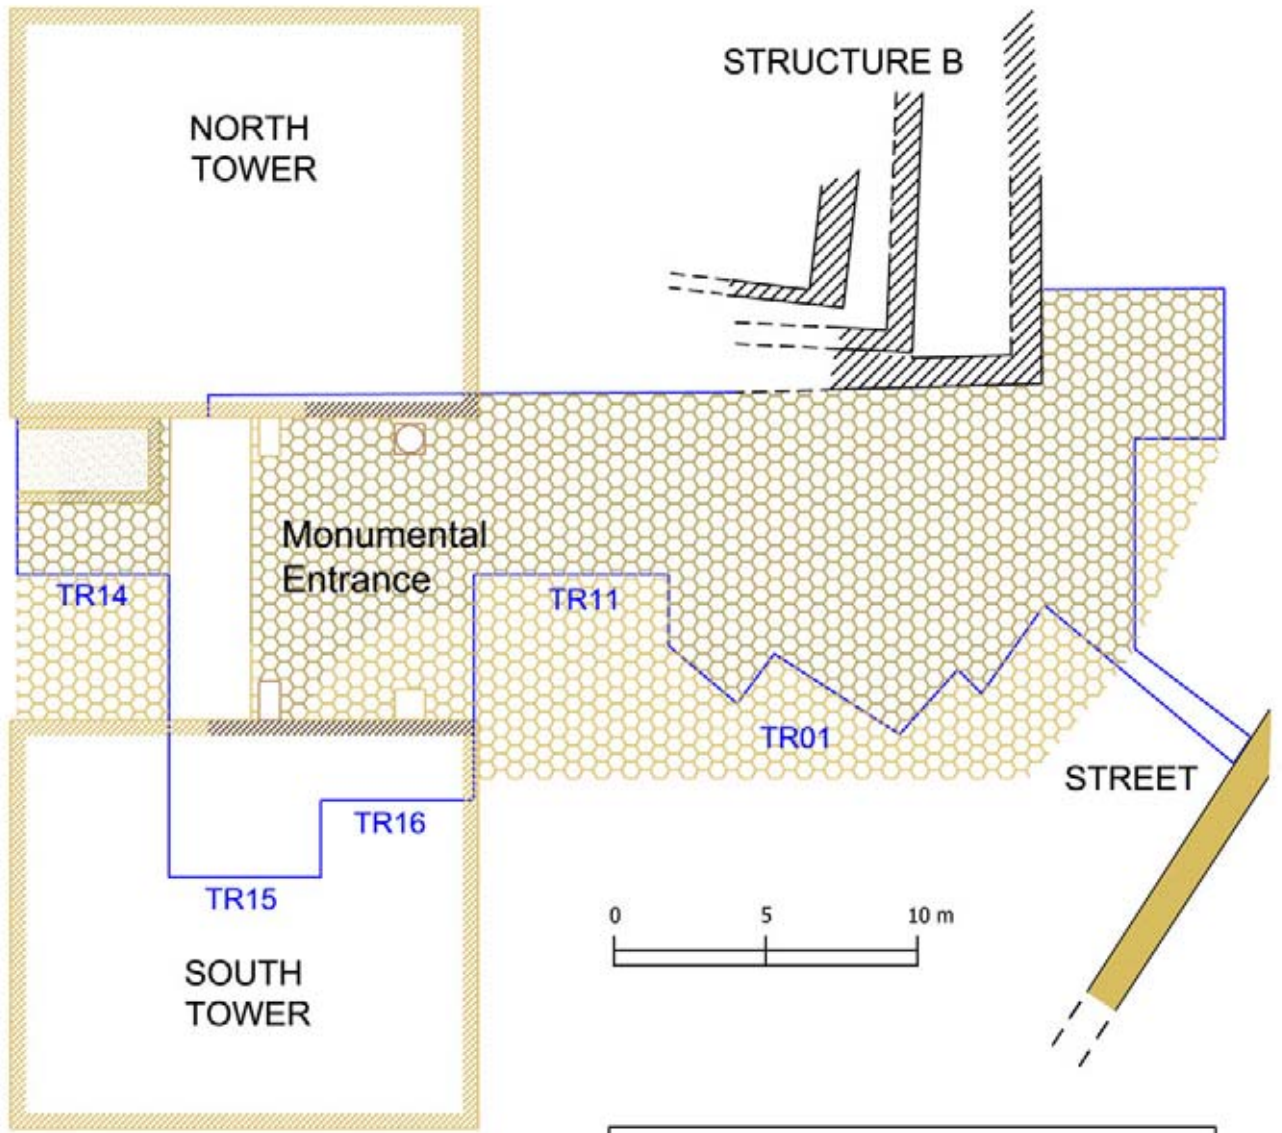 STRUCTURE B
NORTH
TOWER
Monumental
Entrance
TR14
TR11
TR01
STREET
TR16
TR15
0 5 10 m
SOUTH
TOWER